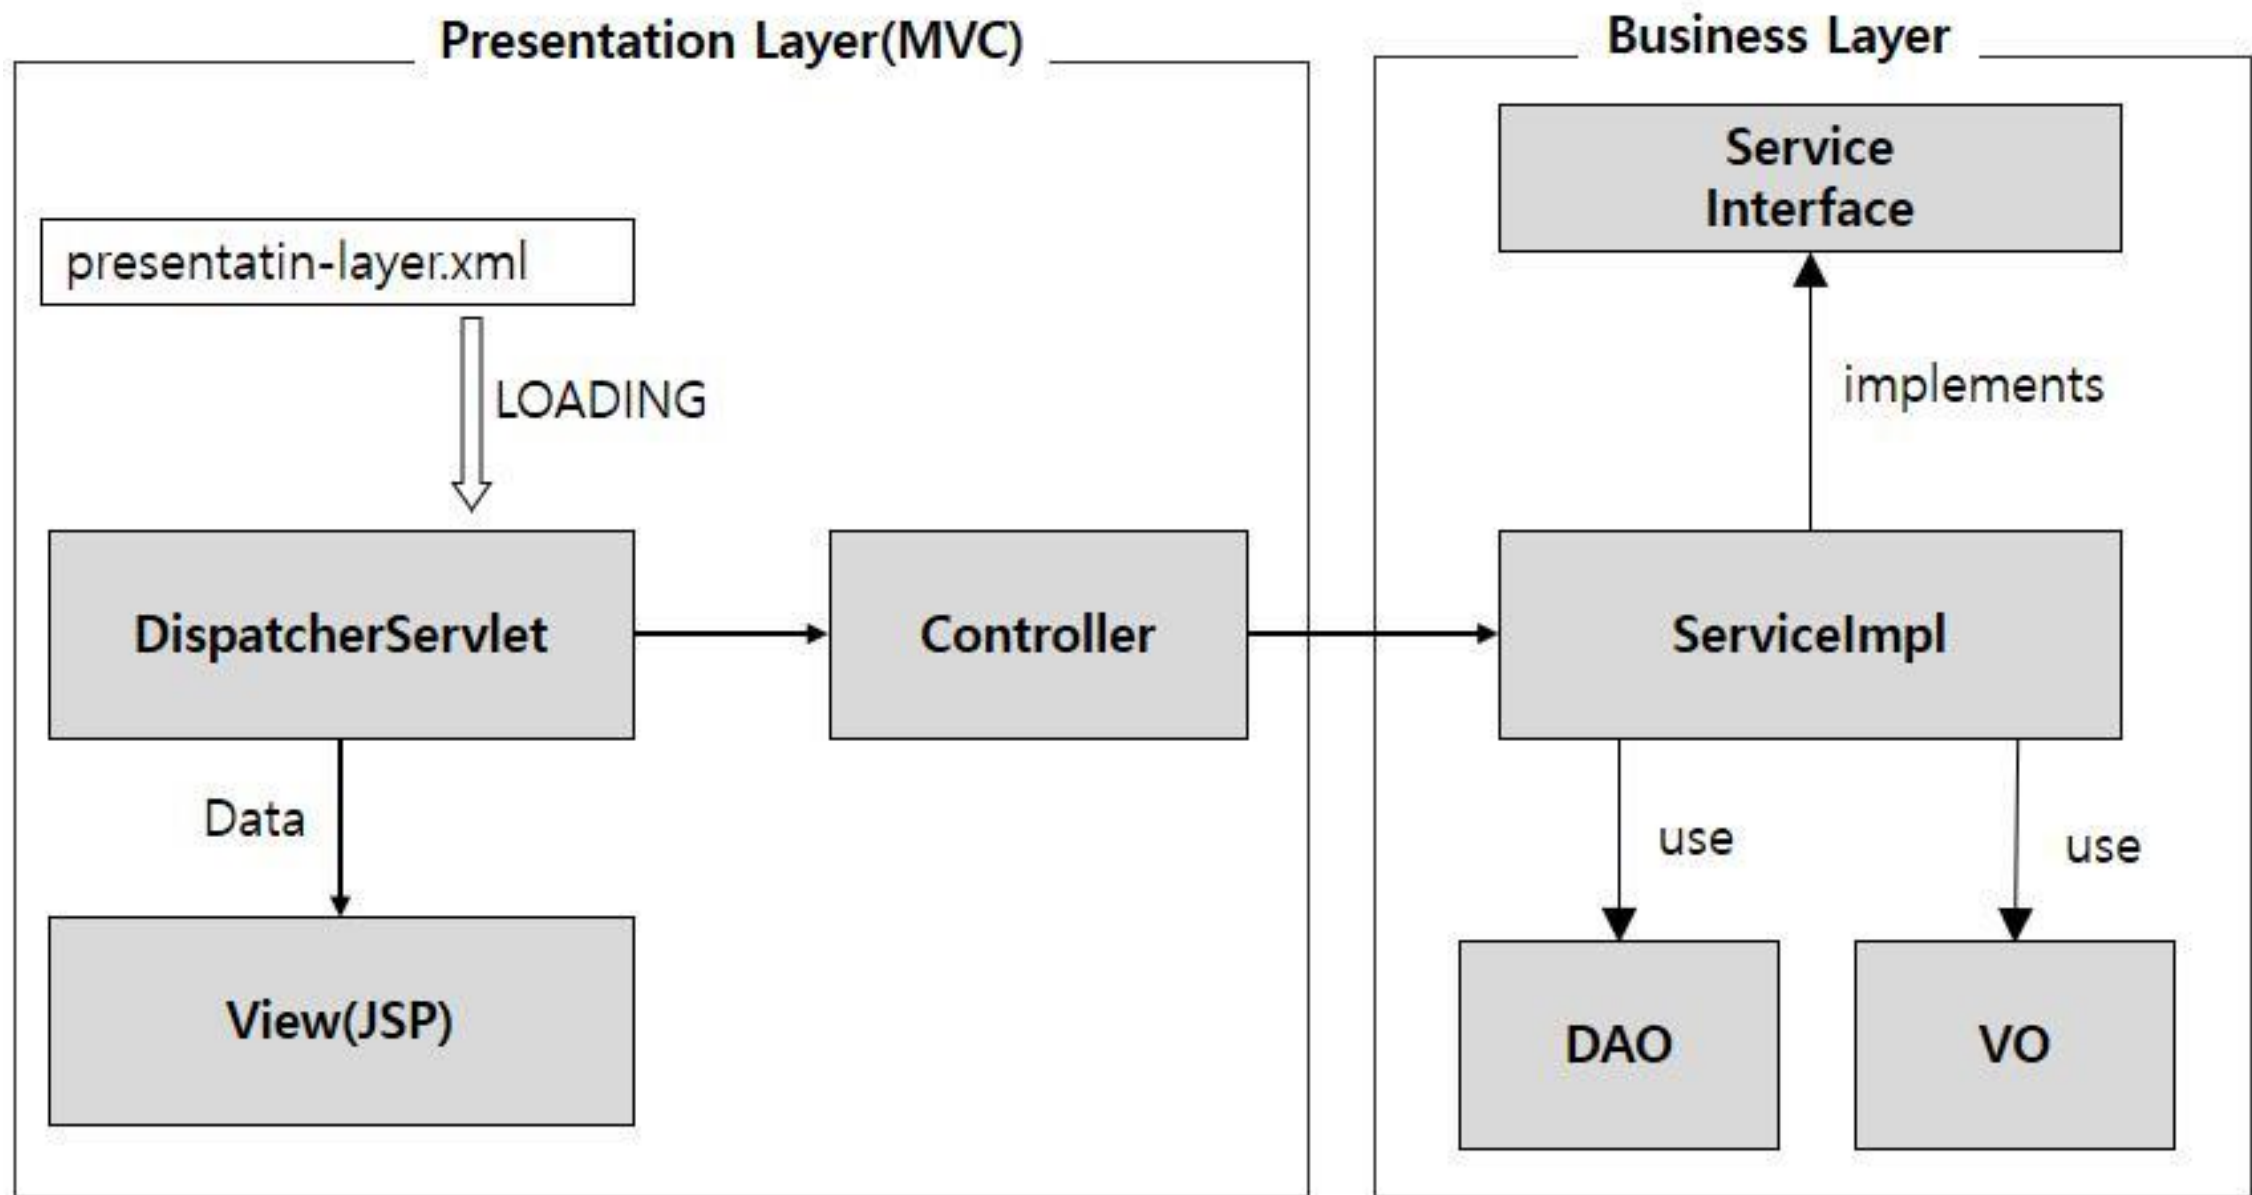 Presentation Layer(MVC)
Business Layer
presentatin-layer.xml
LOADING
DispatcherServlet
Controller
Data
View(JSP)
Service
Interface
implements
ServiceImpl
use
use
DAO
VO